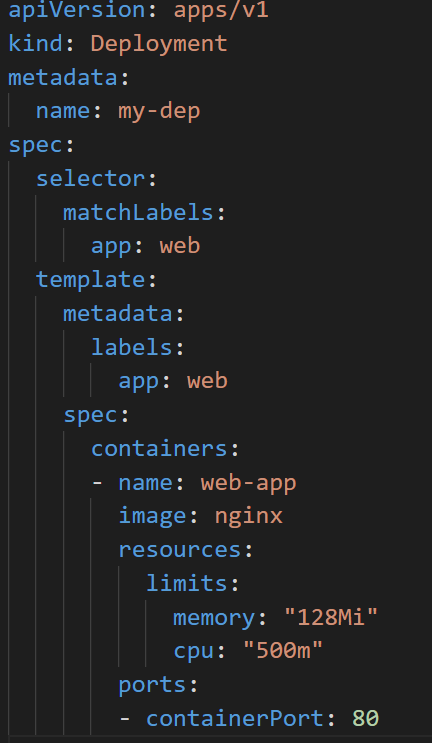 apiVersion: apps/v1
kind: Deployment
metadata:
  name: my-dep
spec:
  selector:
    matchLabels:
      app: web
  template:
    metadata:
      labels:
        app: web
    spec:
      containers:
      - name: web-app
        image: nginx
        resources:
          limits:
            memory: "128Mi"
            cpu: "500m"
        ports:
        - containerPort: 80